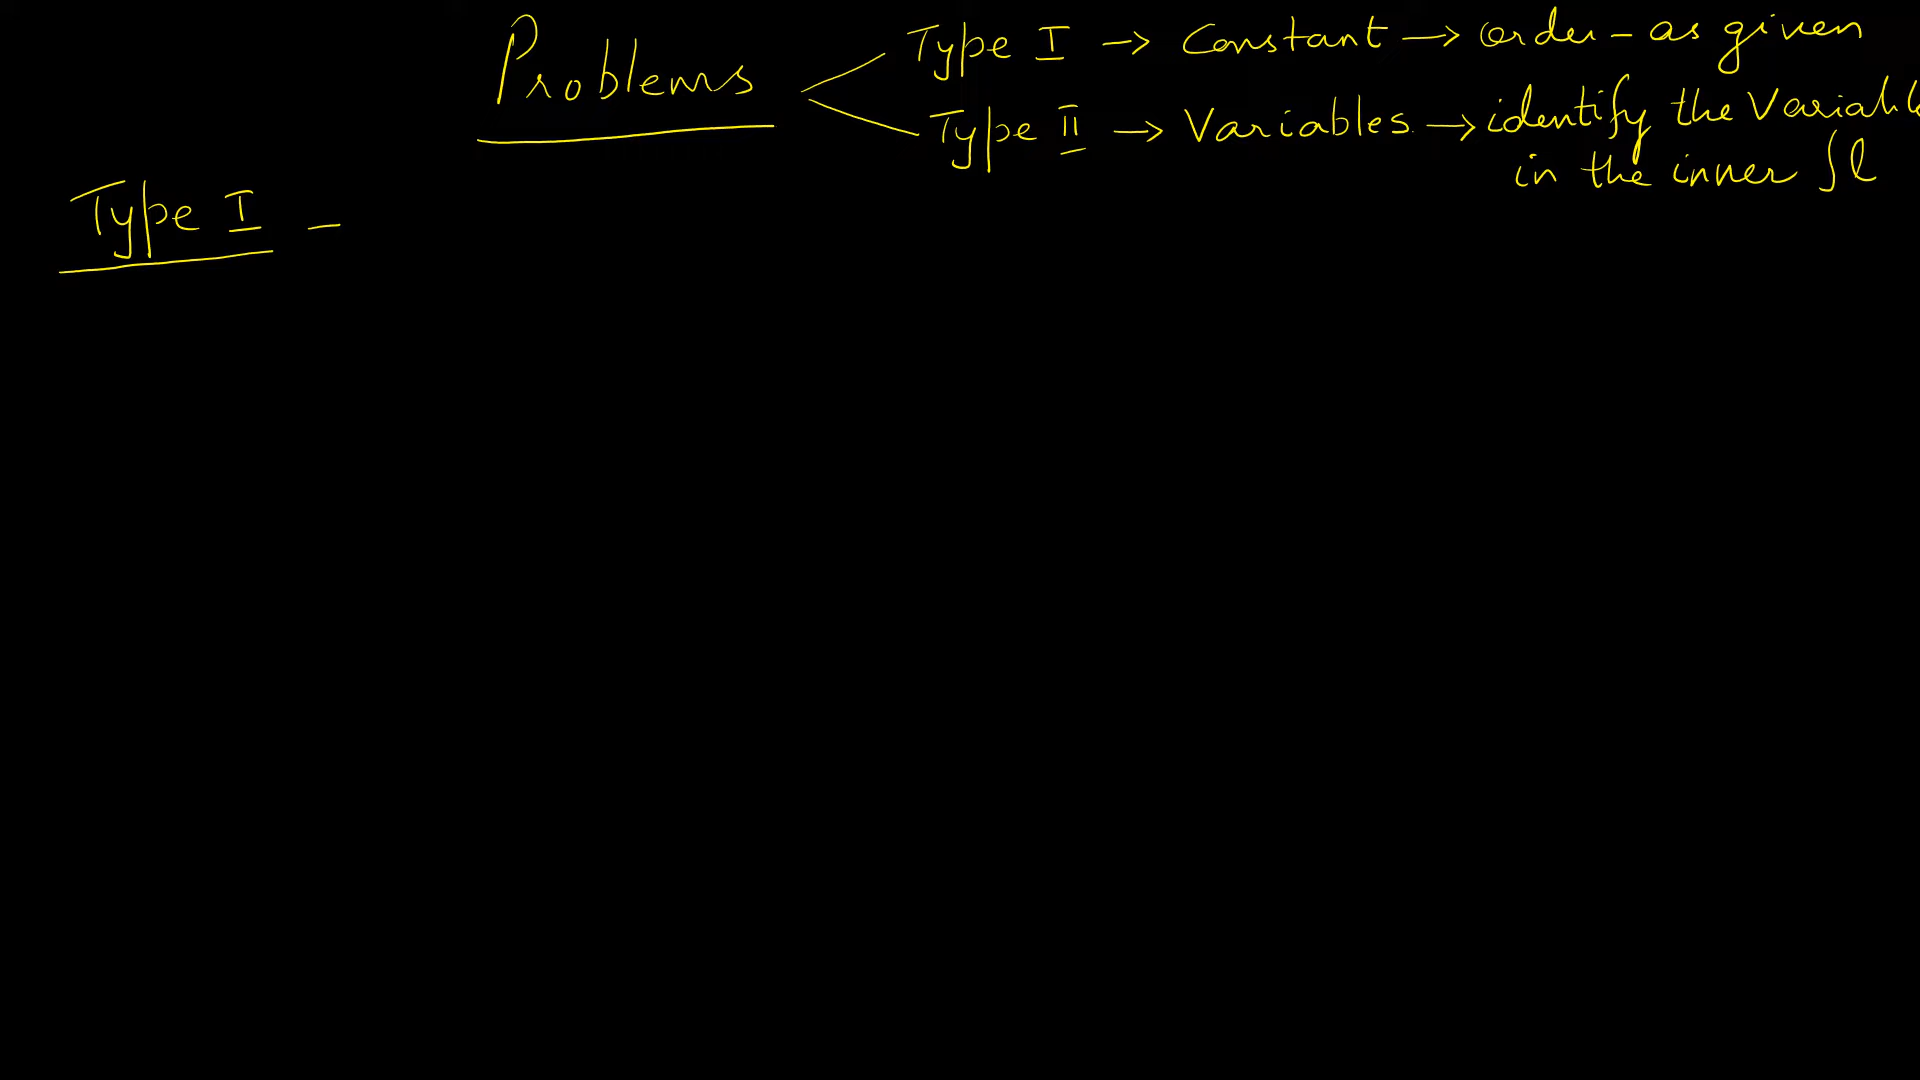 Problems
Type I → Constant → order - as given
Type II → Variables → identify the Variable
in the inner ∫l
Type I -